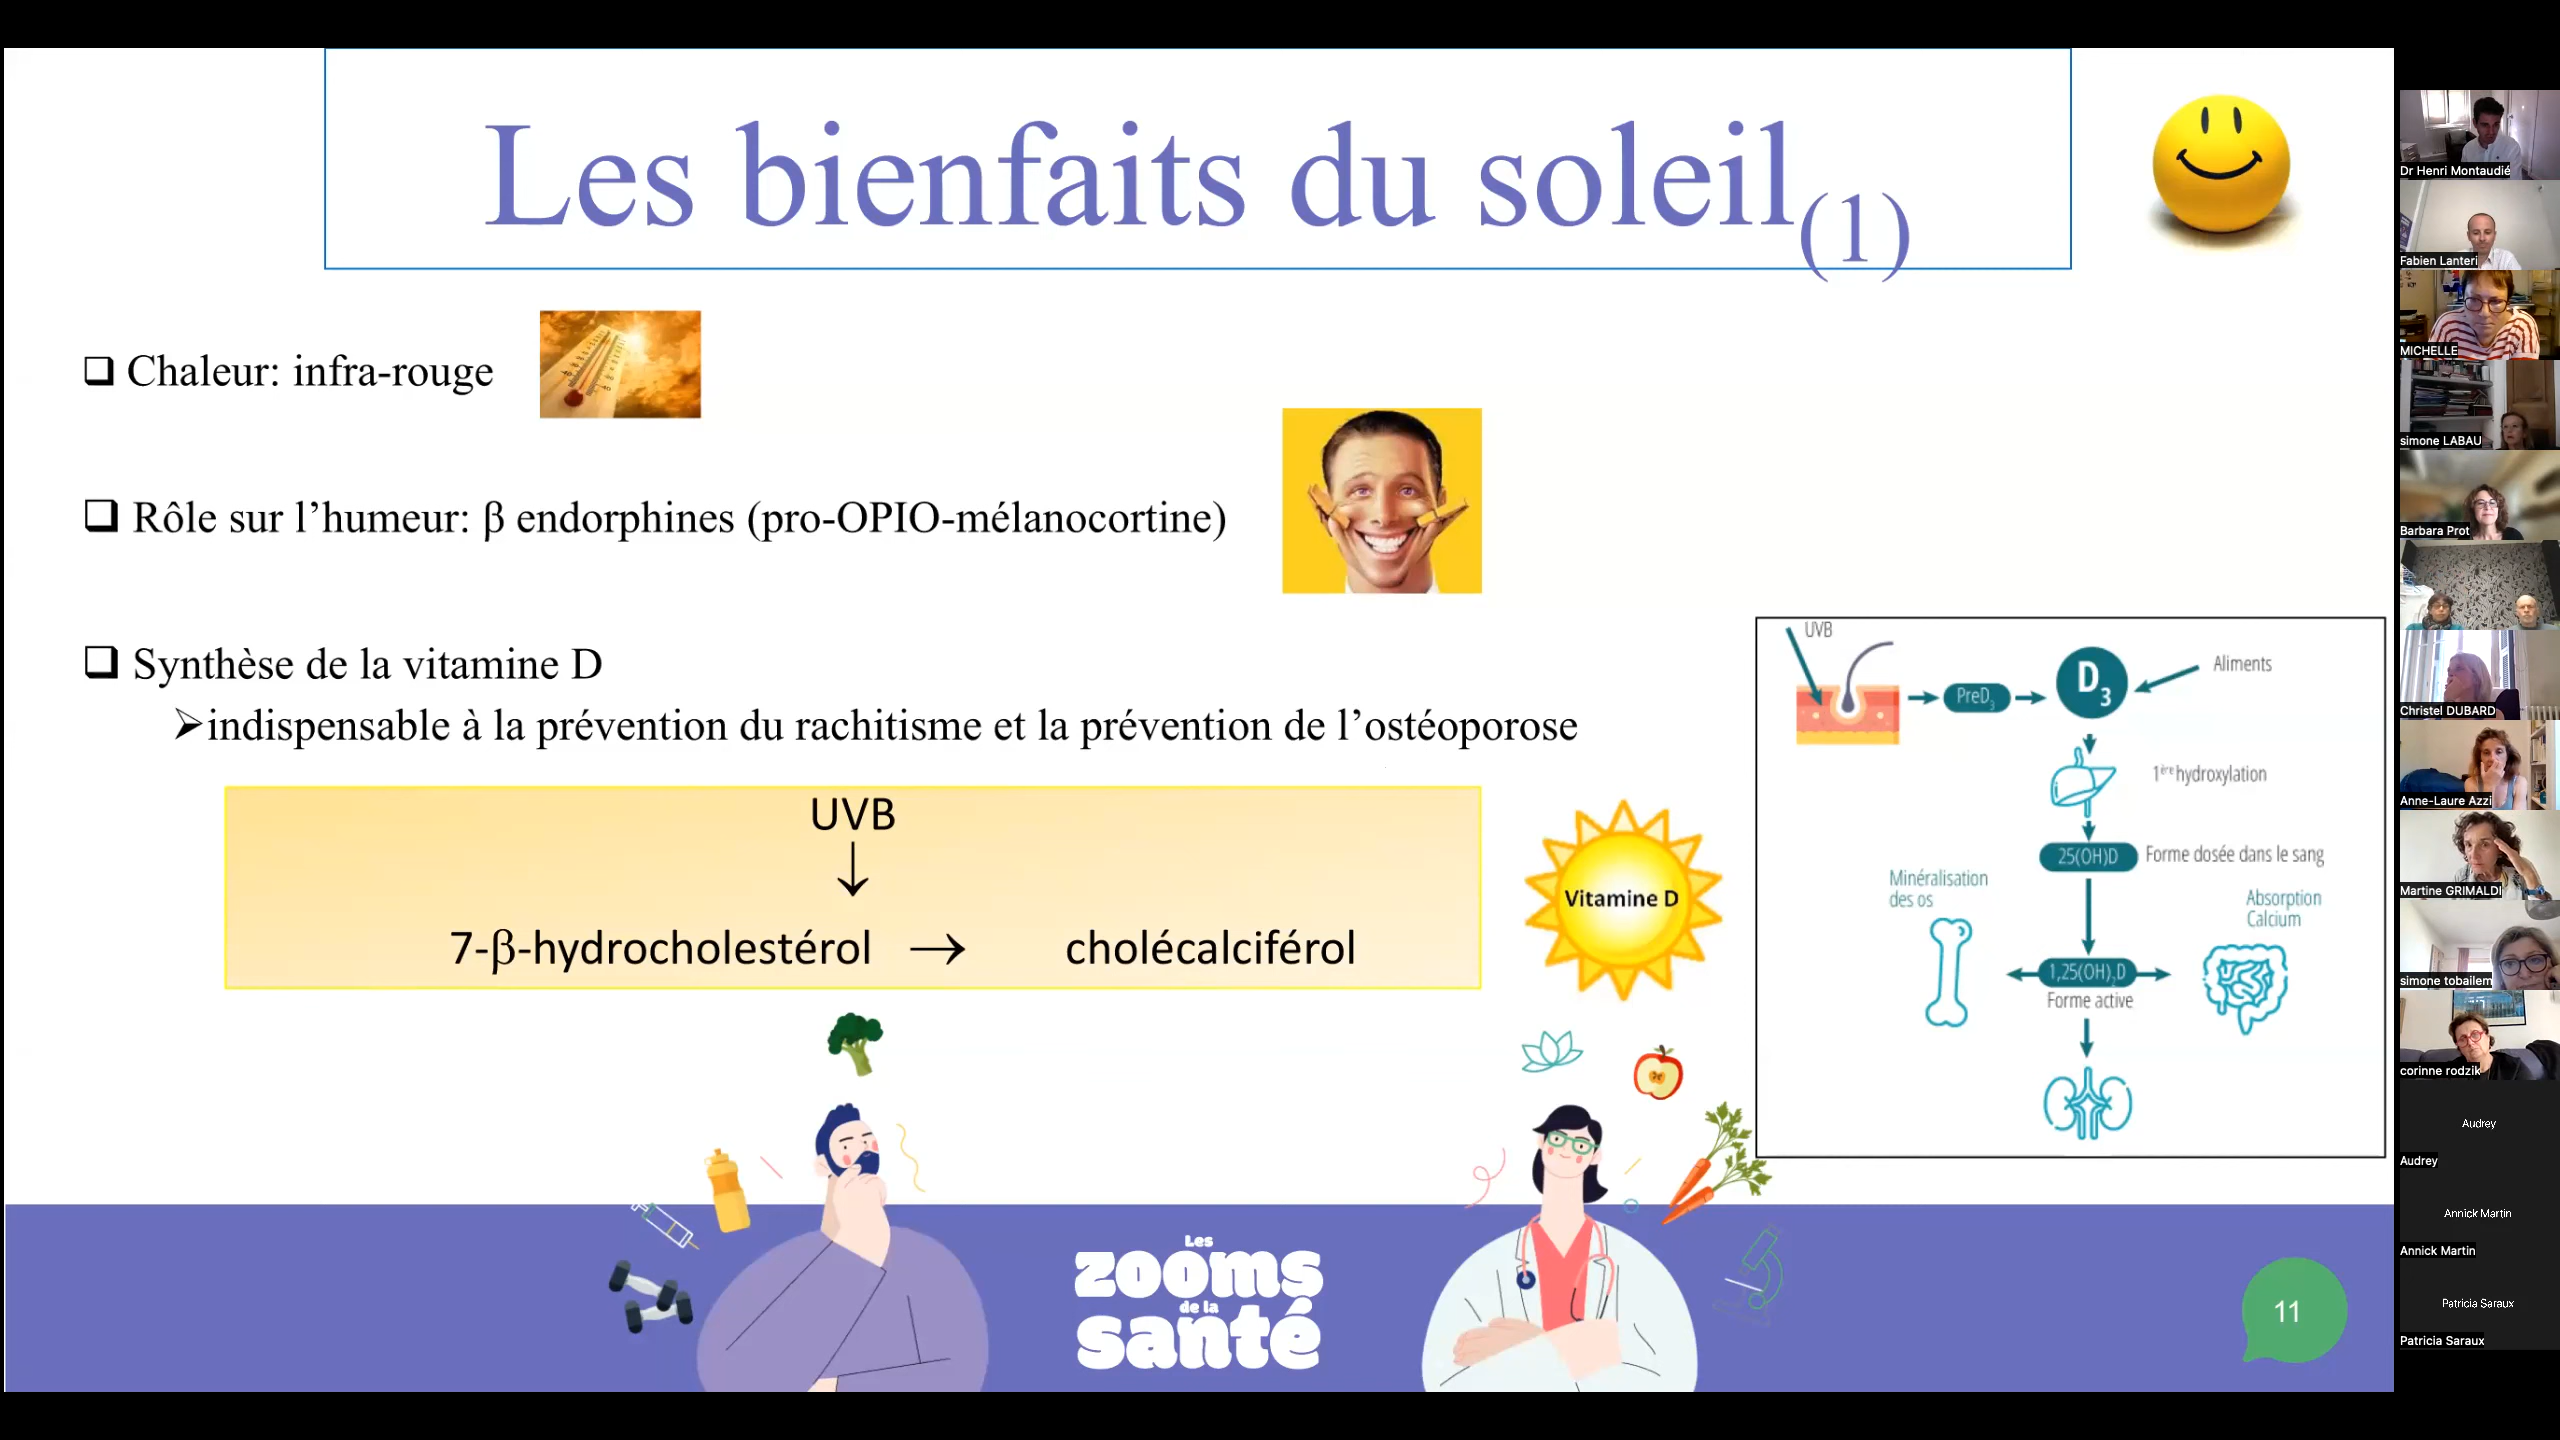 Les bienfaits du soleil(1)
Chaleur: infra-rouge
Rôle sur l’humeur: β endorphines (pro-OPIO-mélanocortine)
Synthèse de la vitamine D
indispensable à la prévention du rachitisme et la prévention de l’ostéoporose
UVB
↓
7-β-hydrocholestérol → cholécalciférol
Vitamine D
UVB
PreD3
D3
Aliments
1ère hydroxylation
25(OH)D
Forme dosée dans le sang
Minéralisation
des os
Absorption
Calcium
1,25(OH)2D
Forme active
Les
zooms
de la
santé
11
Dr Henri Montaudié
Fabien Lanteri
MICHELLE
simone LABAU
Barbara Prot
Christel DUBARD
Anne-Laure Azzi
Martine GRIMALDI
simone tobailem
corinne rodzik
Audrey
Audrey
Annick Martin
Annick Martin
Patricia Saraux
Patricia Saraux